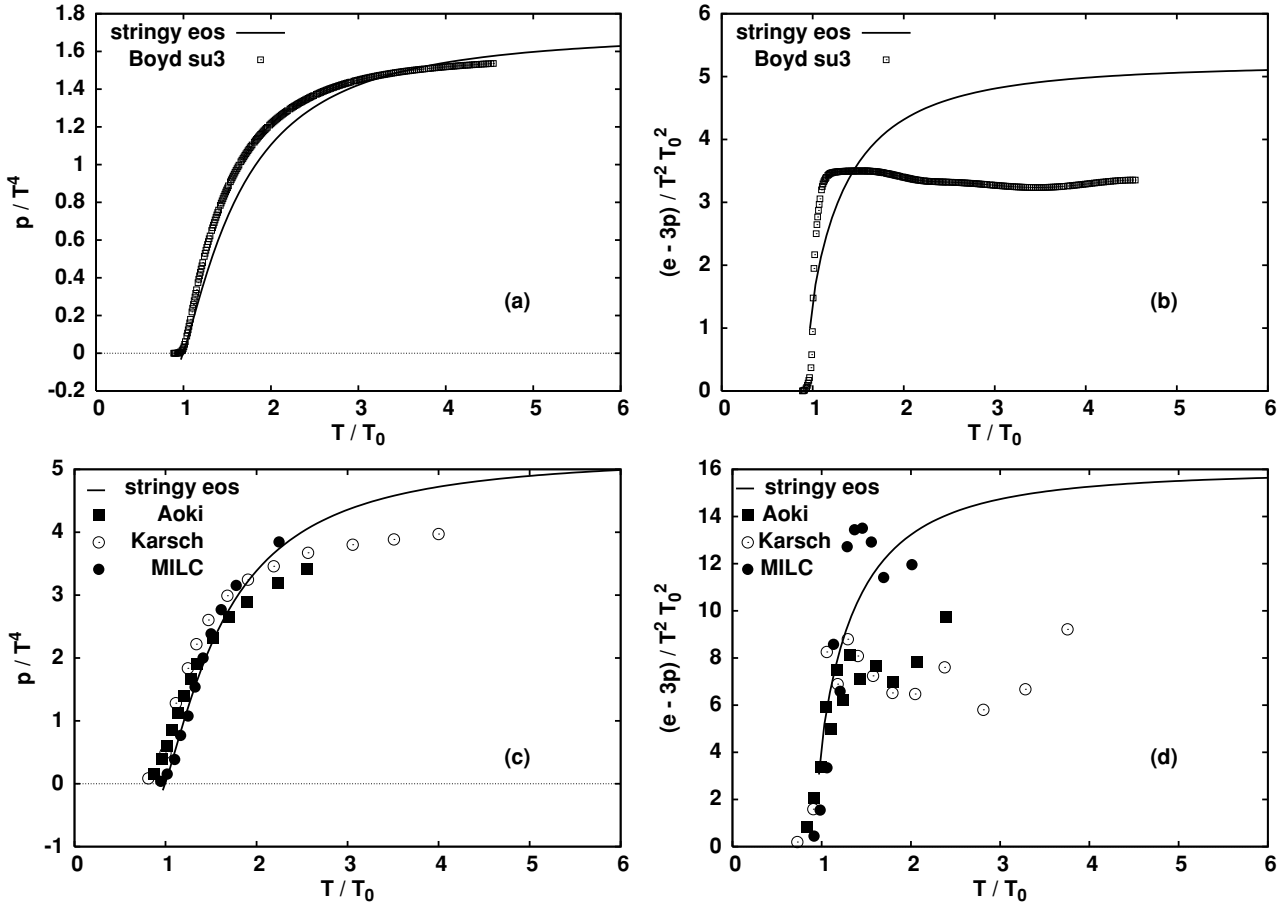 stringy eos
Boyd su3
p / T^4
1.8
1.6
1.4
1.2
1
0.8
0.6
0.4
0.2
0
-0.2
(a)
0 1 2 3 4 5 6
T / T_0
stringy eos
Boyd su3
(e - 3p) / T^2 T_0^2
6
5
4
3
2
1
0
(b)
0 1 2 3 4 5 6
T / T_0
stringy eos
Aoki
Karsch
MILC
p / T^4
5
4
3
2
1
0
-1
(c)
0 1 2 3 4 5 6
T / T_0
stringy eos
Aoki
Karsch
MILC
(e - 3p) / T^2 T_0^2
16
14
12
10
8
6
4
2
0
(d)
0 1 2 3 4 5 6
T / T_0